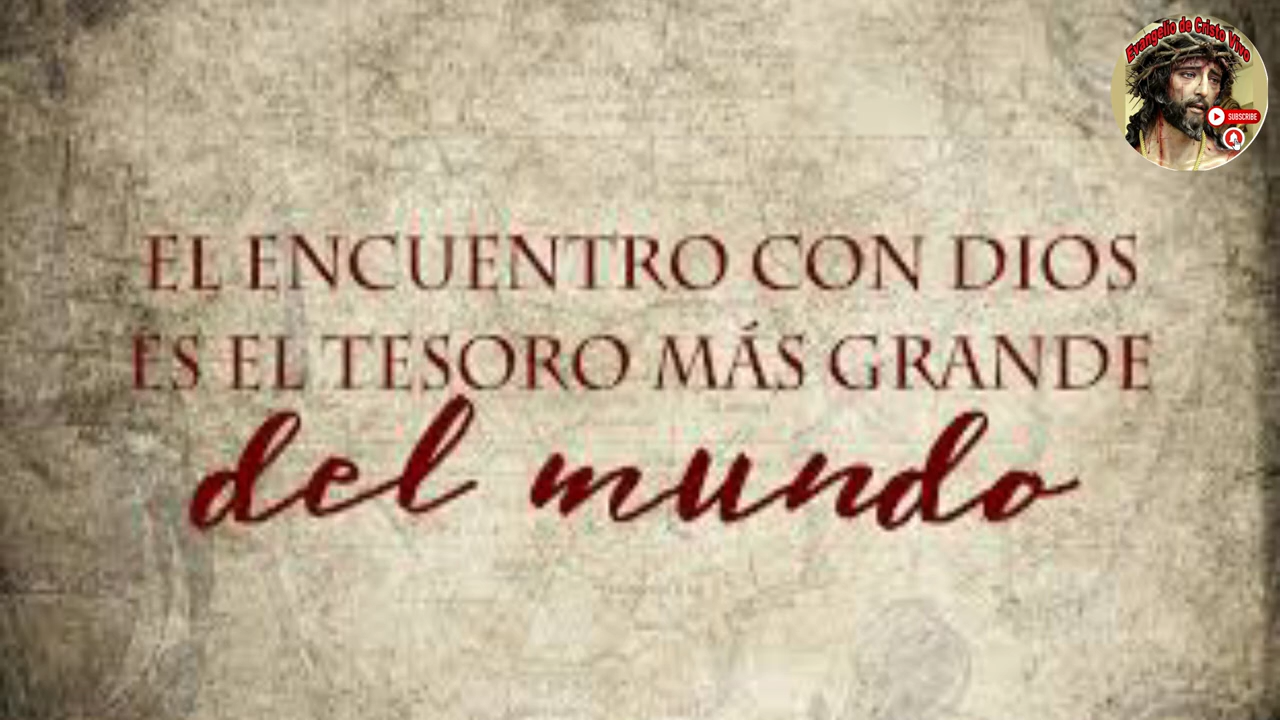 Evangelio de Cristo Vivo
SUBSCRIBE
EL ENCUENTRO CON DIOS
ES EL TESORO MÁS GRANDE
del mundo